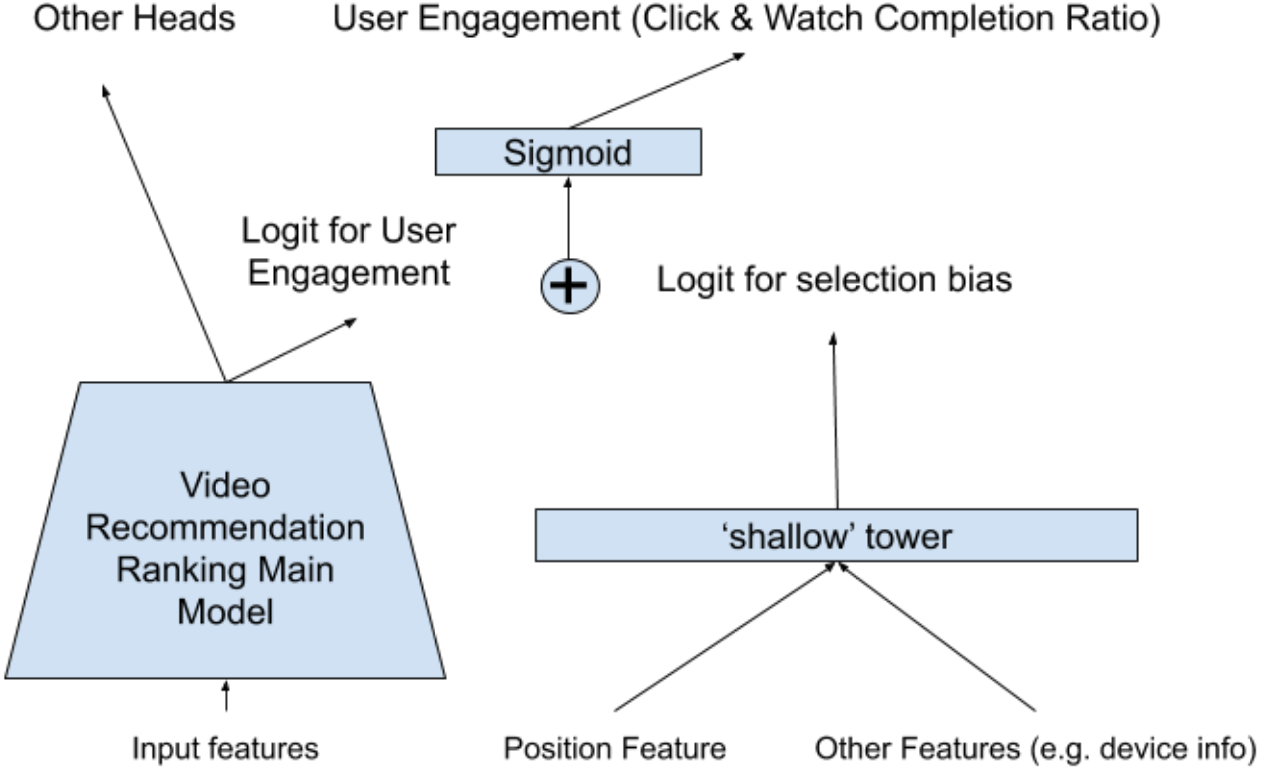 Other Heads
User Engagement (Click & Watch Completion Ratio)
Sigmoid
Logit for User
Engagement
+
Logit for selection bias
Video
Recommendation
Ranking Main
Model
‘shallow’ tower
Input features
Position Feature
Other Features (e.g. device info)